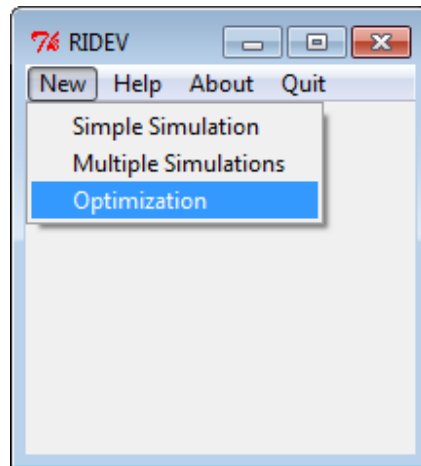 RIDEV
New Help About Quit
Simple Simulation
Multiple Simulations
Optimization